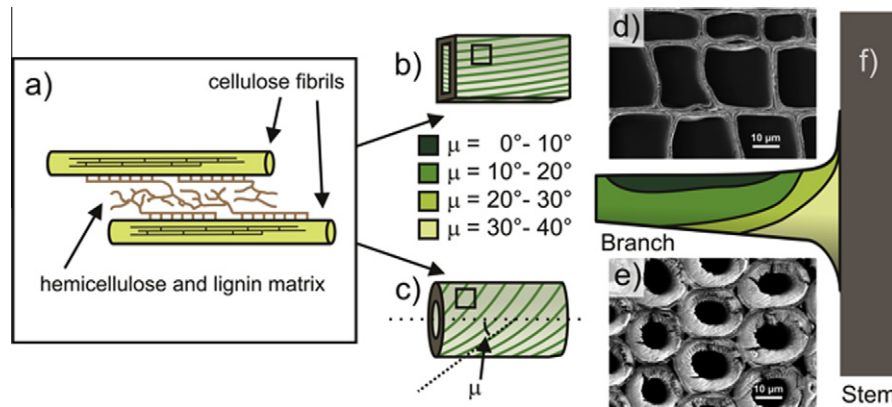 a)
cellulose fibrils
hemicellulose and lignin matrix
b)
μ = 0°- 10°
μ = 10°- 20°
μ = 20°- 30°
μ = 30°- 40°
c)
μ
d)
10 μm
Branch
e)
10 μm
f)
Stem